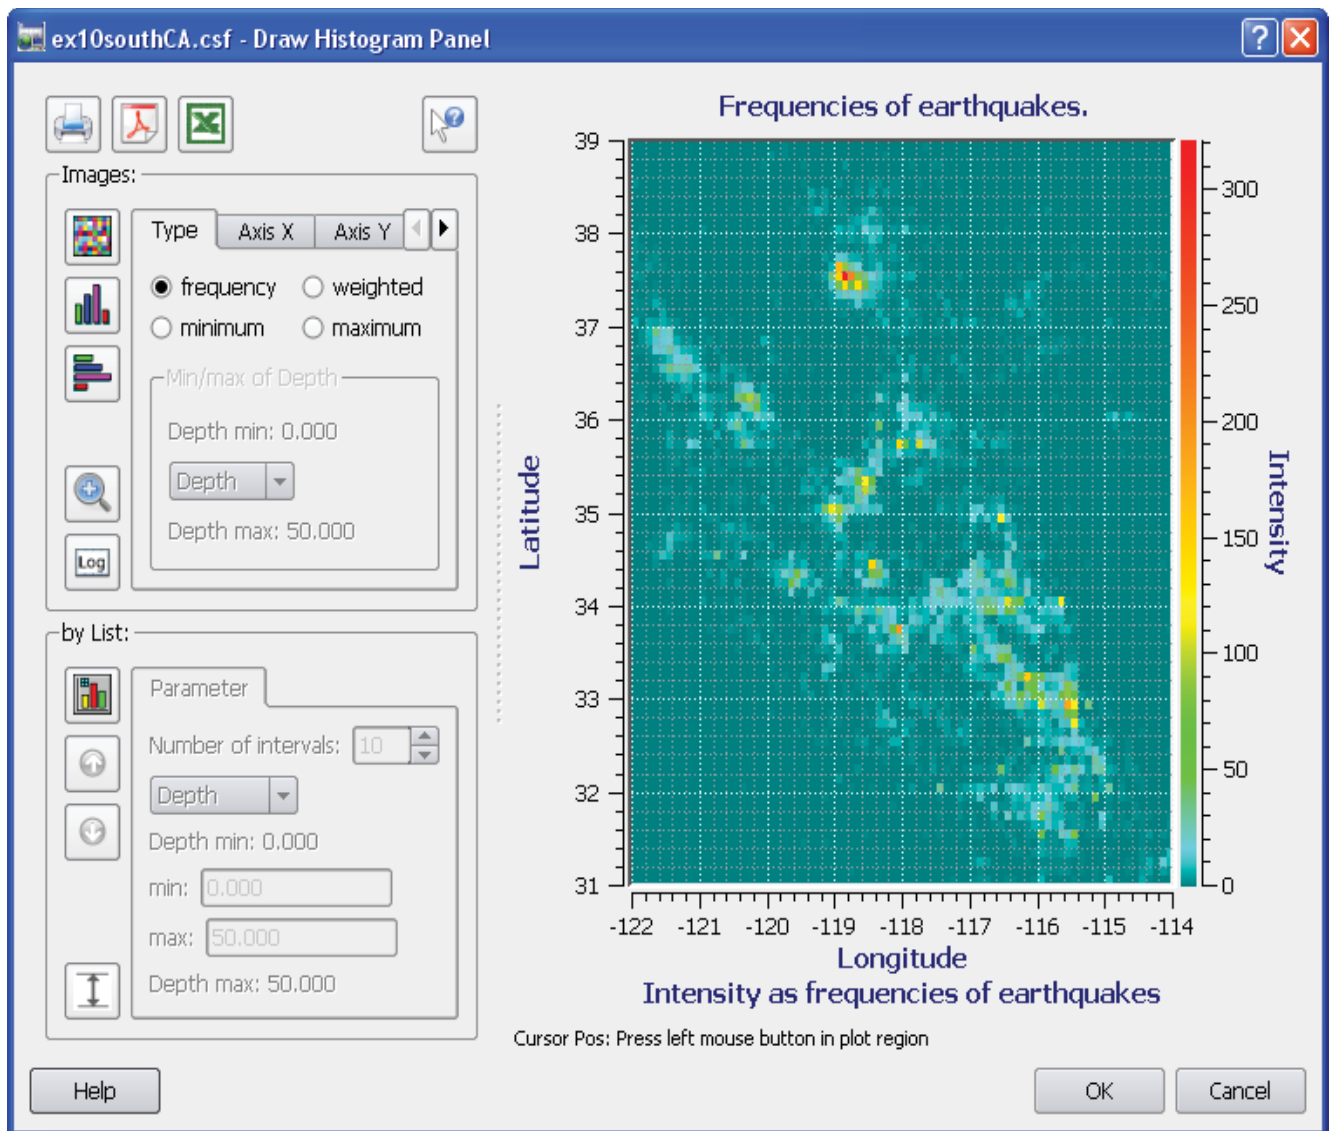 ex10southCA.csf - Draw Histogram Panel
Images:
Type Axis X Axis Y
frequency weighted
minimum maximum
Min/max of Depth
Depth min: 0.000
Depth
Depth max: 50.000
Log
by List:
Parameter
Number of intervals: 10
Depth
Depth min: 0.000
min: 0.000
max: 50.000
Depth max: 50.000
Frequencies of earthquakes.
39
38
37
36
35
34
33
32
31
Latitude
-122 -121 -120 -119 -118 -117 -116 -115 -114
Longitude
Intensity as frequencies of earthquakes
300
250
200
150
100
50
0
Intensity
Cursor Pos: Press left mouse button in plot region
Help OK Cancel